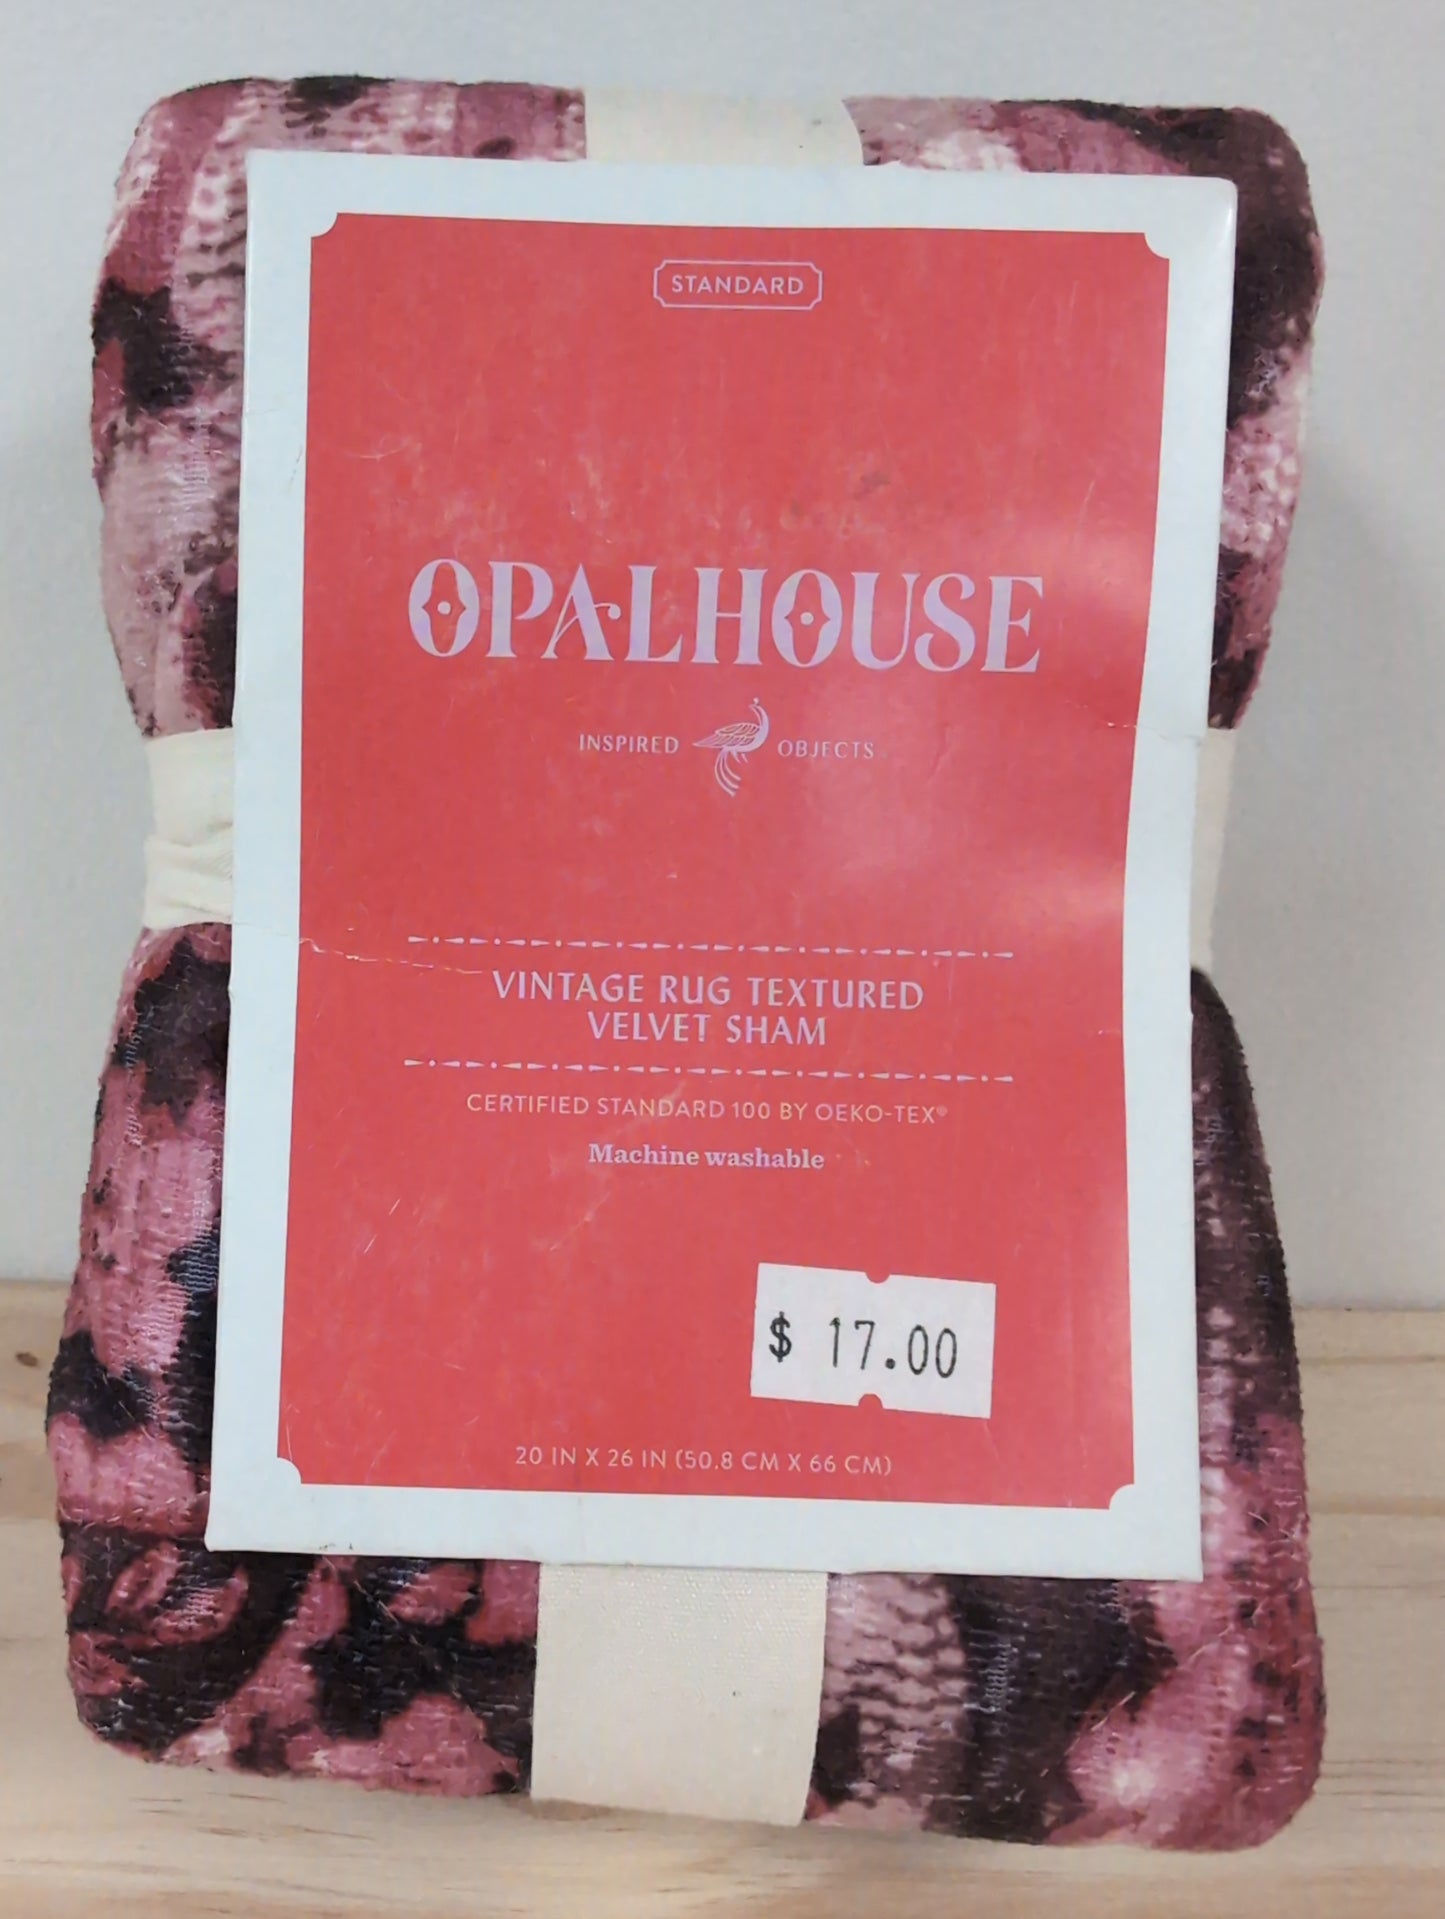 STANDARD
OPALHOUSE
INSPIRED OBJECTS
VINTAGE RUG TEXTURED
VELVET SHAM
CERTIFIED STANDARD 100 BY OEKO-TEX®
Machine washable
$ 17.00
20 IN X 26 IN (50.8 CM X 66 CM)